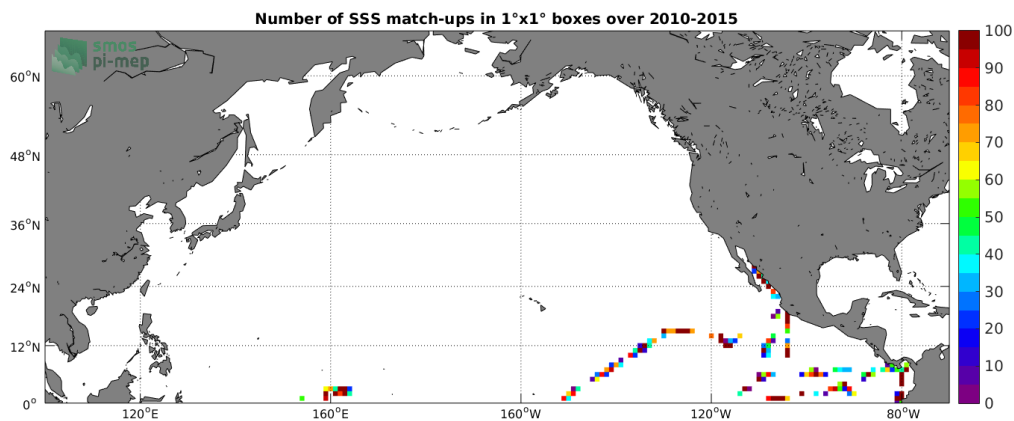 Number of SSS match-ups in 1°x1° boxes over 2010-2015
smos
pi-mep
60°N
48°N
36°N
24°N
12°N
0°
120°E
160°E
160°W
120°W
80°W
100
90
80
70
60
50
40
30
20
10
0